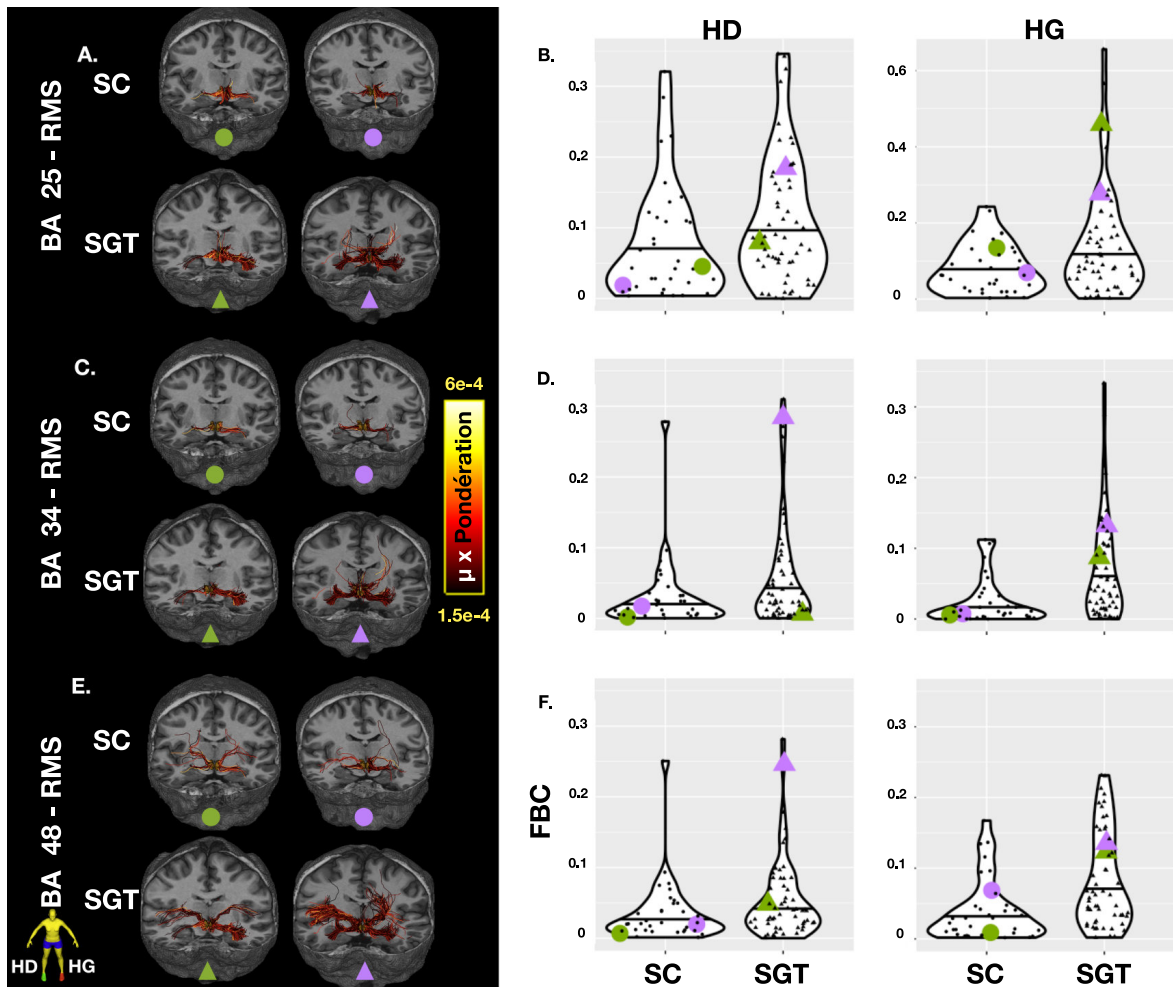 A.
SC
SGT
BA 25 - RMS
C.
SC
SGT
BA 34 - RMS
6e-4
µ x Pondération
1.5e-4
E.
SC
SGT
BA 48 - RMS
HD
HG
HD
HG
B.
0.3
0.2
0.1
0
0.6
0.4
0.2
0
D.
0.3
0.2
0.1
0
0.3
0.2
0.1
0
F.
0.3
0.2
0.1
0
0.3
0.2
0.1
0
FBC
SC
SGT
SC
SGT